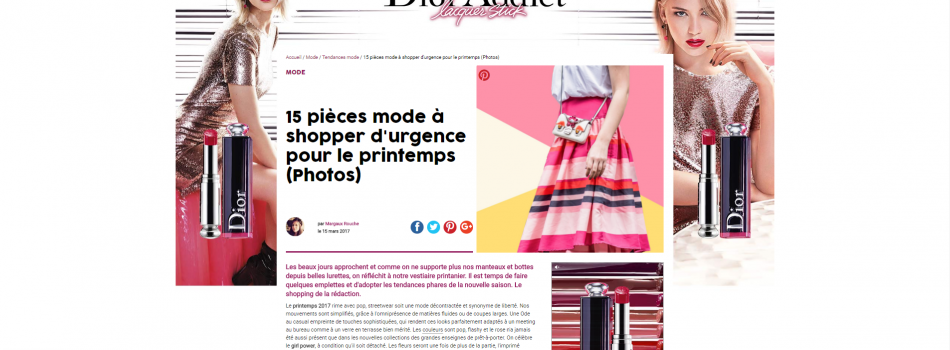 Dior Addict
lacquer stick
Accueil / Mode / Tendances mode / 15 pièces mode à shopper d'urgence pour le printemps (Photos)
MODE
15 pièces mode à
shopper d'urgence
pour le printemps
(Photos)
par Margaux Rouche
le 15 mars 2017
Les beaux jours approchent et comme on ne supporte plus nos manteaux et bottes
depuis belles lurettes, on réfléchit à notre vestiaire printanier. Il est temps de faire
quelques emplettes et d'adopter les tendances phares de la nouvelle saison. Le
shopping de la rédaction.
Le printemps 2017 rime avec pop, streetwear soit une mode décontractée et synonyme de liberté. Nos
mouvements sont simplifiés, grâce à l'omniprésence de matières fluides ou de coupes larges. Une Ode
au casual empreinte de touches sophistiquées, qui rendent ces looks parfaitement adaptés à un meeting
au bureau comme à un verre en terrasse bien mérité. Les couleurs sont pop, flashy et le rose n'a jamais
été aussi présent que dans les nouvelles collections des grandes enseignes de prêt-à-porter. On célèbre
le girl power, à condition qu'il soit détaché. Les fleurs seront une fois de plus de la partie, l'imprimé
Dior
Dior
Dior